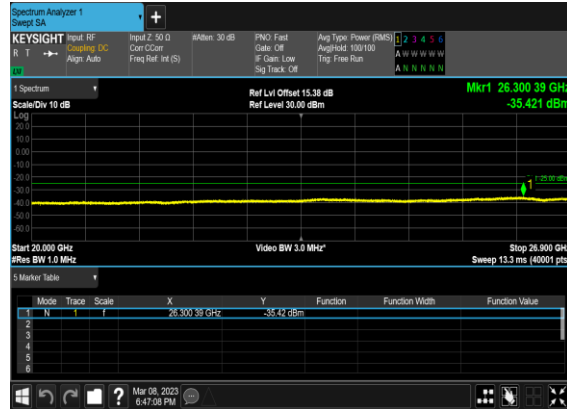 Spectrum Analyzer 1
Swept SA
+
KEYSIGHT Input: RF Input Z: 50 Ω #Atten: 30 dB PNO: Fast Avg Type: Power (RMS) 1 2 3 4 5 6
R T Coupling: DC Corr CCorr Gate: Off Avg|Hold: 100/100 A W W W W W
Align: Auto Freq Ref: Int (S) IF Gain: Low Trig: Free Run
Sig Track: Off A N N N N N
1 Spectrum Ref Lvl Offset 15.38 dB Mkr1 26.300 39 GHz
Scale/Div 10 dB Ref Level 30.00 dBm -35.421 dBm
Log
20.0
10.0
0.00
-10.0
-20.0
-30.0
-40.0
-50.0
-60.0
1
Start 20.000 GHz Video BW 3.0 MHz* Stop 26.900 GHz
#Res BW 1.0 MHz Sweep 13.3 ms (40001 pts)
5 Marker Table
Mode Trace Scale X Y Function Function Width Function Value
1 N 1 f 26.300 39 GHz -35.42 dBm
2
3
4
5
6
? Mar 08, 2023
6:47:08 PM